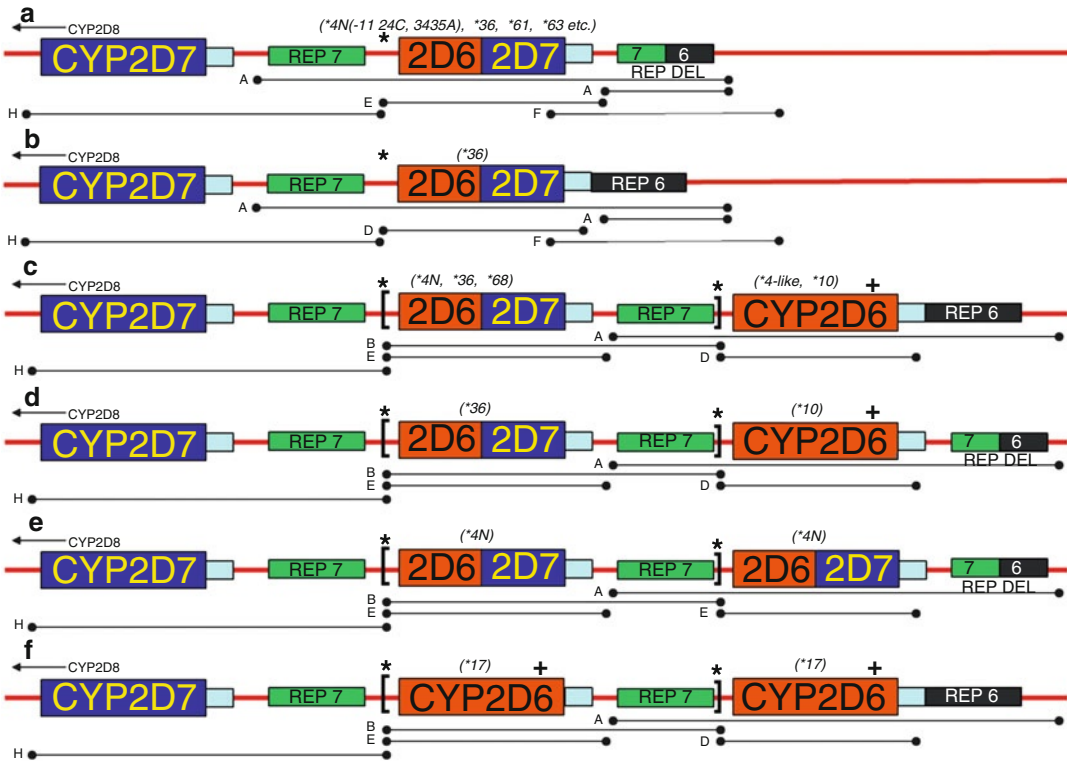 a
(*4N(-11 24C, 3435A), *36, *61, *63 etc.)
CYP2D8
*
CYP2D7 REP 7 2D6 2D7 7 6
REP DEL
A
A
E
H F
b
CYP2D8
* (*36)
CYP2D7 REP 7 2D6 2D7 REP 6
A
A
D
H F
c
CYP2D8
* (*4N, *36, *68) * (*4-like, *10) +
CYP2D7 REP 7 [ 2D6 2D7 REP 7 ] CYP2D6 REP 6
A
B
E D
H
d
CYP2D8
* (*36) * (*10) +
CYP2D7 REP 7 [ 2D6 2D7 REP 7 ] CYP2D6 7 6
REP DEL
A
B
E D
H
e
CYP2D8
* (*4N) * (*4N)
CYP2D7 REP 7 [ 2D6 2D7 REP 7 ] 2D6 2D7 7 6
REP DEL
A
B
E E
H
f
CYP2D8
* (*17) + * (*17) +
CYP2D7 REP 7 [ CYP2D6 REP 7 ] CYP2D6 REP 6
A
B
E D
H